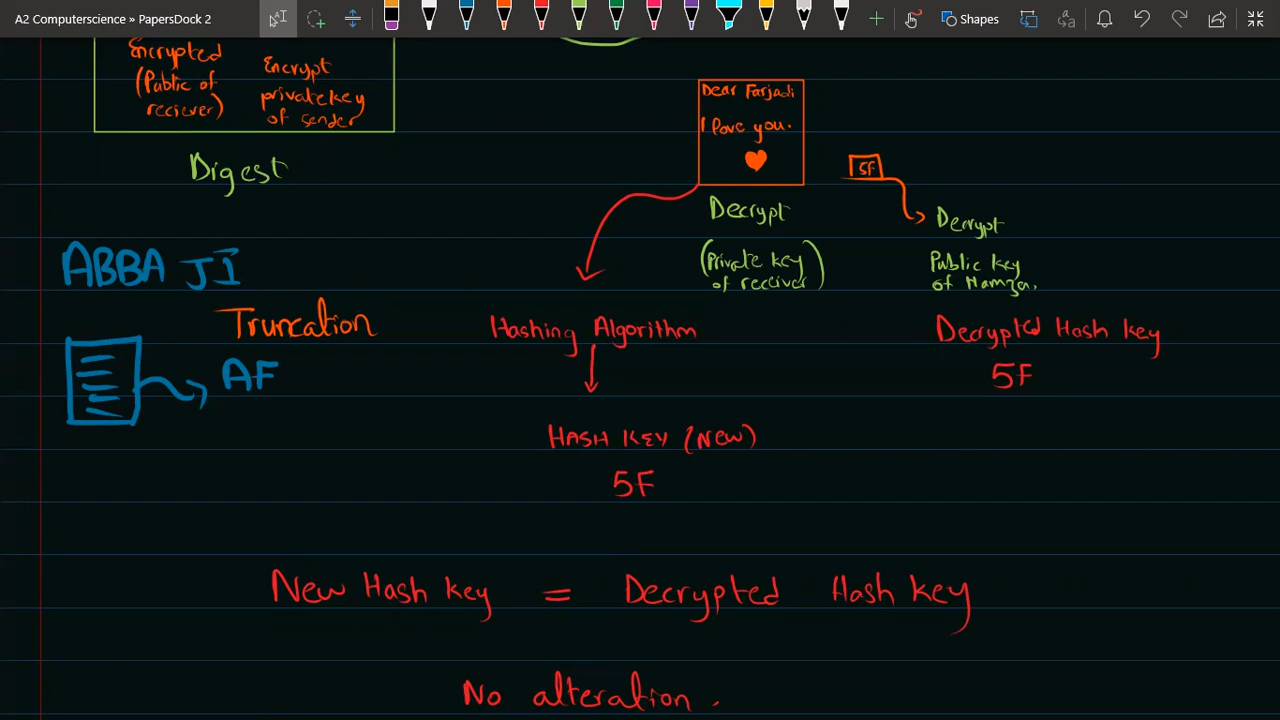 A2 Computerscience » PapersDock 2
Shapes
Encrypted
(Public of
reciever)
Encrypt
private key
of sender
Digest
Dear Farjadi
I love you.
5F
Decrypt
(Private key
of receiver)
Decrypt
Public key
of Hamza.
ABBA JI
Truncation
AF
Hashing Algorithm
Decrypted Hash key
5F
HASH KEY (NEW)
5F
New Hash key = Decrypted Hash key
No alteration.